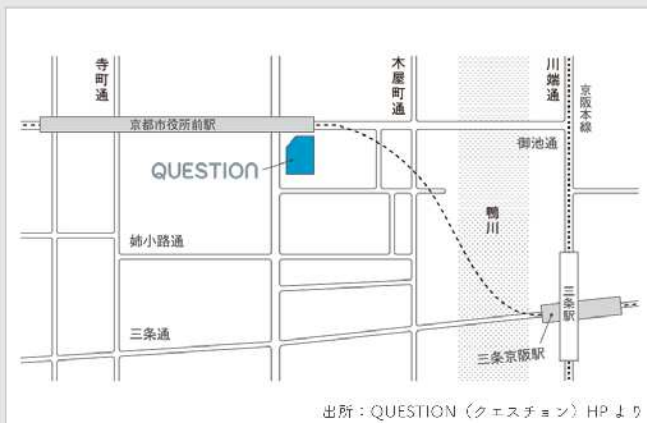 寺町通
木屋町通
川端通
京阪本線
京都市役所前駅
御池通
QUESTION
鴨川
姉小路通
三条通
三条駅
三条京阪駅
出所：QUESTION（クエスチョン）HPより